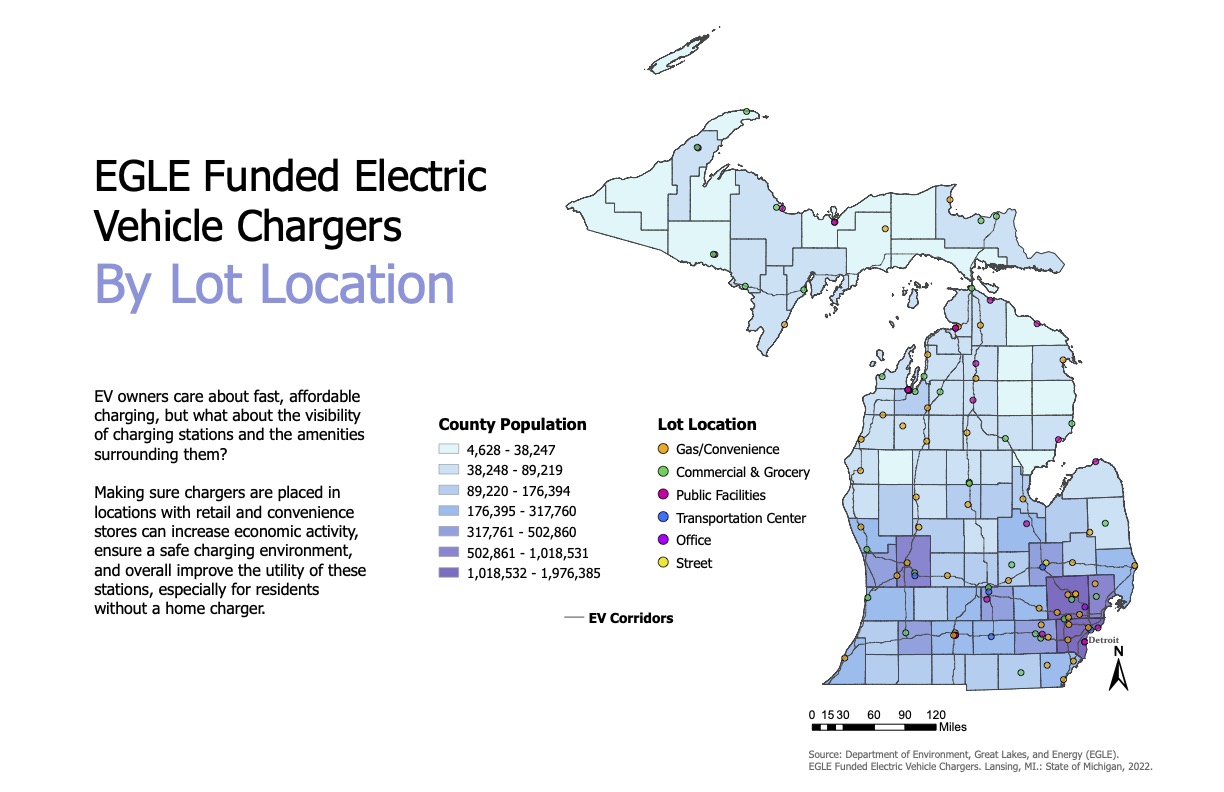 EGLE Funded Electric
Vehicle Chargers
By Lot Location
EV owners care about fast, affordable
charging, but what about the visibility
of charging stations and the amenities
surrounding them?
Making sure chargers are placed in
locations with retail and convenience
stores can increase economic activity,
ensure a safe charging environment,
and overall improve the utility of these
stations, especially for residents
without a home charger.
County Population
4,628 - 38,247
38,248 - 89,219
89,220 - 176,394
176,395 - 317,760
317,761 - 502,860
502,861 - 1,018,531
1,018,532 - 1,976,385
Lot Location
Gas/Convenience
Commercial & Grocery
Public Facilities
Transportation Center
Office
Street
EV Corridors
Detroit
N
0 15 30 60 90 120
Miles
Source: Department of Environment, Great Lakes, and Energy (EGLE).
EGLE Funded Electric Vehicle Chargers. Lansing, MI.: State of Michigan, 2022.